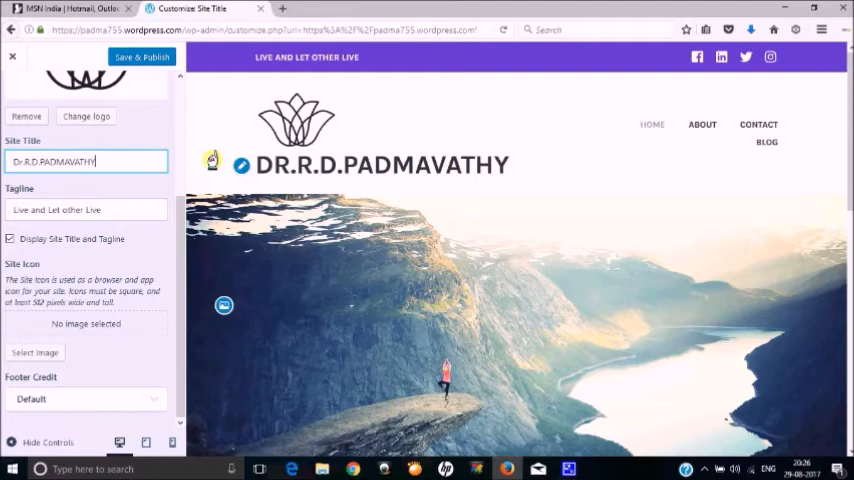 MSN India | Hotmail, Outloo
Customize: Site Title
https://padma755.wordpress.com/wp-admin/customize.php?url=https%3A%2F%2Fpadma755.wordpress.com
Search
Save & Publish
LIVE AND LET OTHER LIVE
Remove
Change logo
HOME
ABOUT
CONTACT
BLOG
Site Title
Dr.R.D.PADMAVATHY
DR.R.D.PADMAVATHY
Tagline
Live and Let other Live
Display Site Title and Tagline
Site Icon
The Site Icon is used as a browser and app
icon for your site. Icons must be square, and
at least 512 pixels wide and tall.
No image selected
Select Image
Footer Credit
Default
Hide Controls
Type here to search
hp
ENG
20:26
29-08-2017